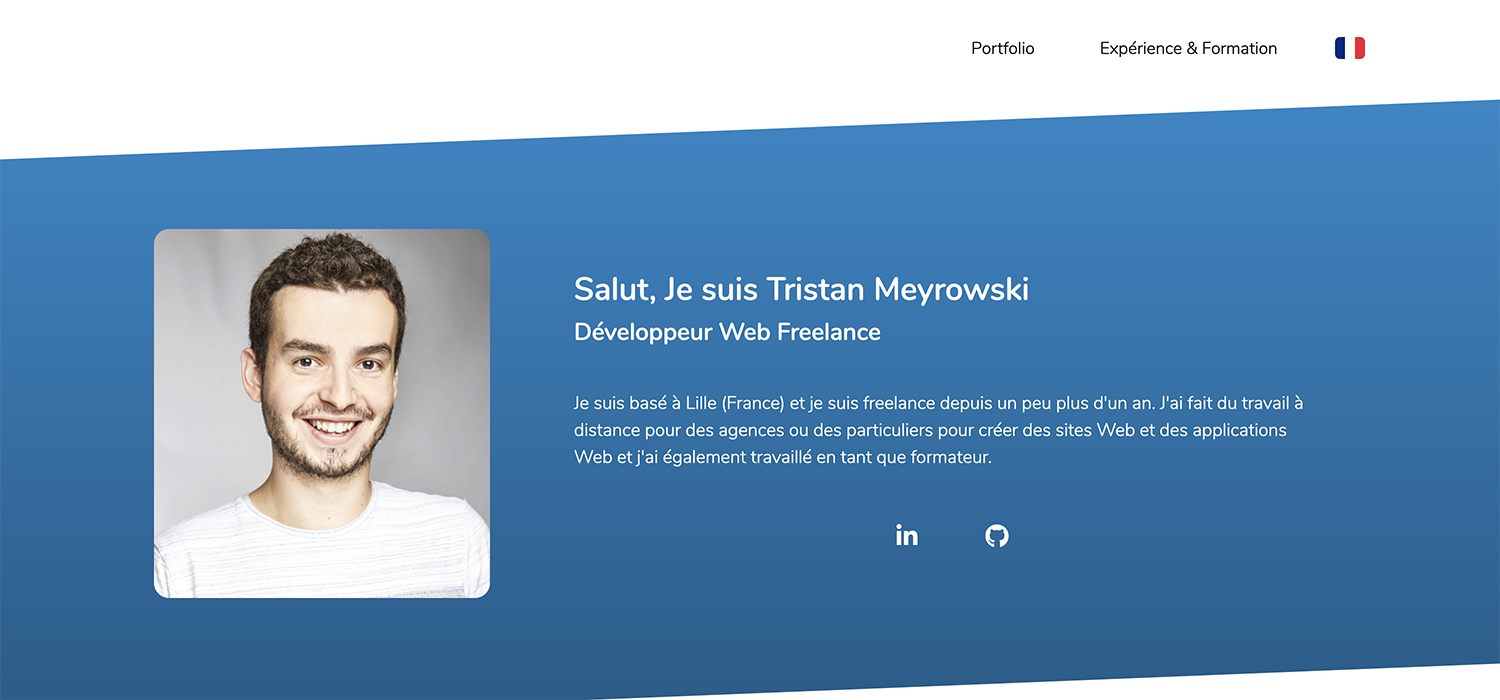 Portfolio
Expérience & Formation
Salut, Je suis Tristan Meyrowski
Développeur Web Freelance
Je suis basé à Lille (France) et je suis freelance depuis un peu plus d'un an. J'ai fait du travail à
distance pour des agences ou des particuliers pour créer des sites Web et des applications
Web et j'ai également travaillé en tant que formateur.
in